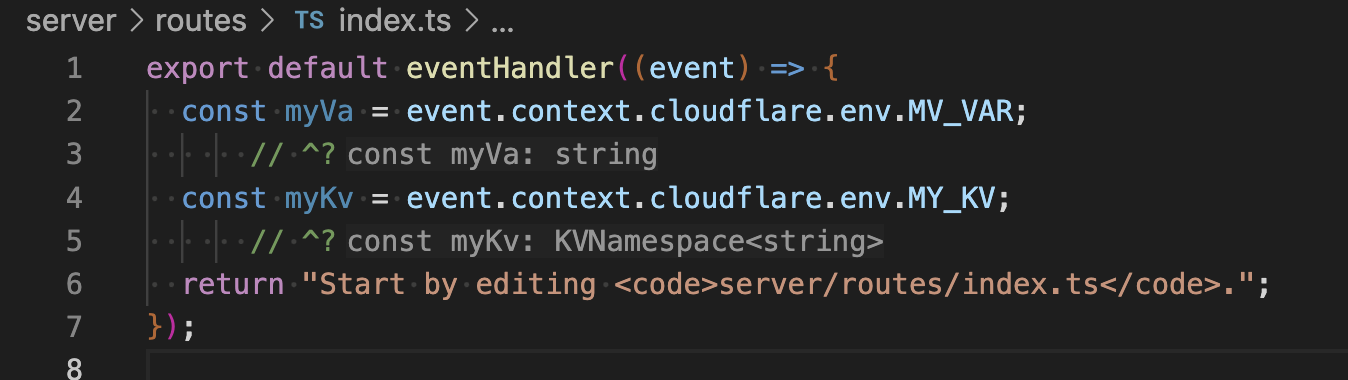 server > routes > TS index.ts > ...
1 export default eventHandler((event) => {
2   const myVa = event.context.cloudflare.env.MV_VAR;
3       // ^? const myVa: string
4   const myKv = event.context.cloudflare.env.MY_KV;
5       // ^? const myKv: KVNamespace<string>
6   return "Start by editing <code>server/routes/index.ts</code>.";
7 });
8